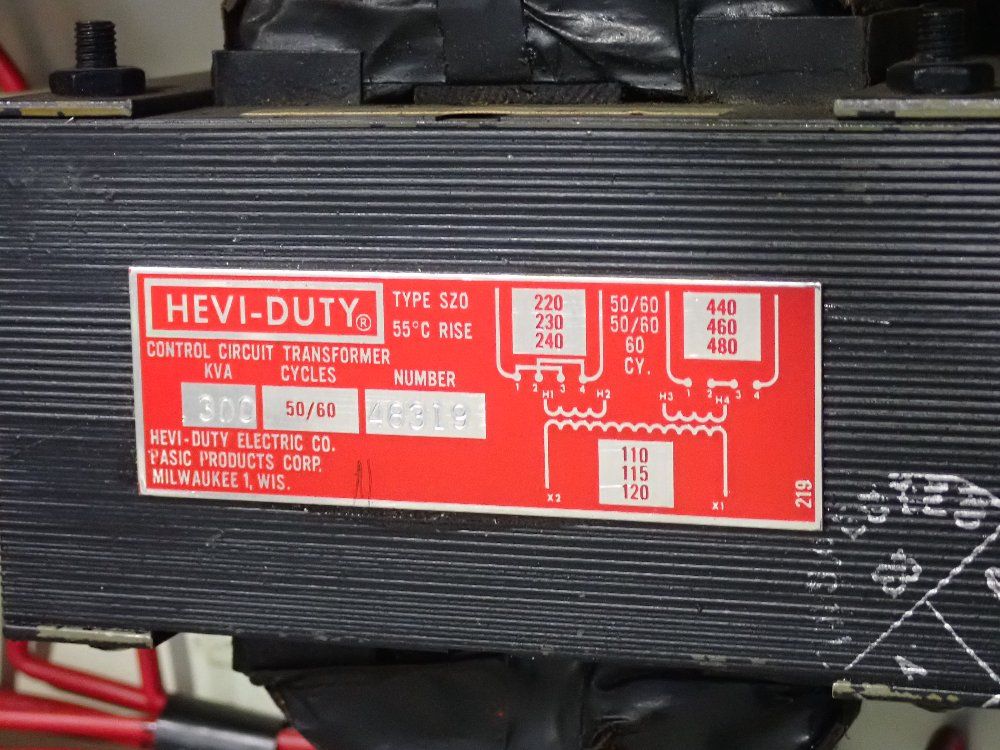 HEVI-DUTY®
TYPE SZO
55°C RISE
CONTROL CIRCUIT TRANSFORMER
KVA CYCLES NUMBER
.300 50/60 48319
HEVI-DUTY ELECTRIC CO.
BASIC PRODUCTS CORP.
MILWAUKEE 1, WIS.
220 50/60 440
230 50/60 460
240 60 480
CY.
1 2 3 4 1 2 3 4
H1 H2 H3 H4
110
115
120
X2 X1
219